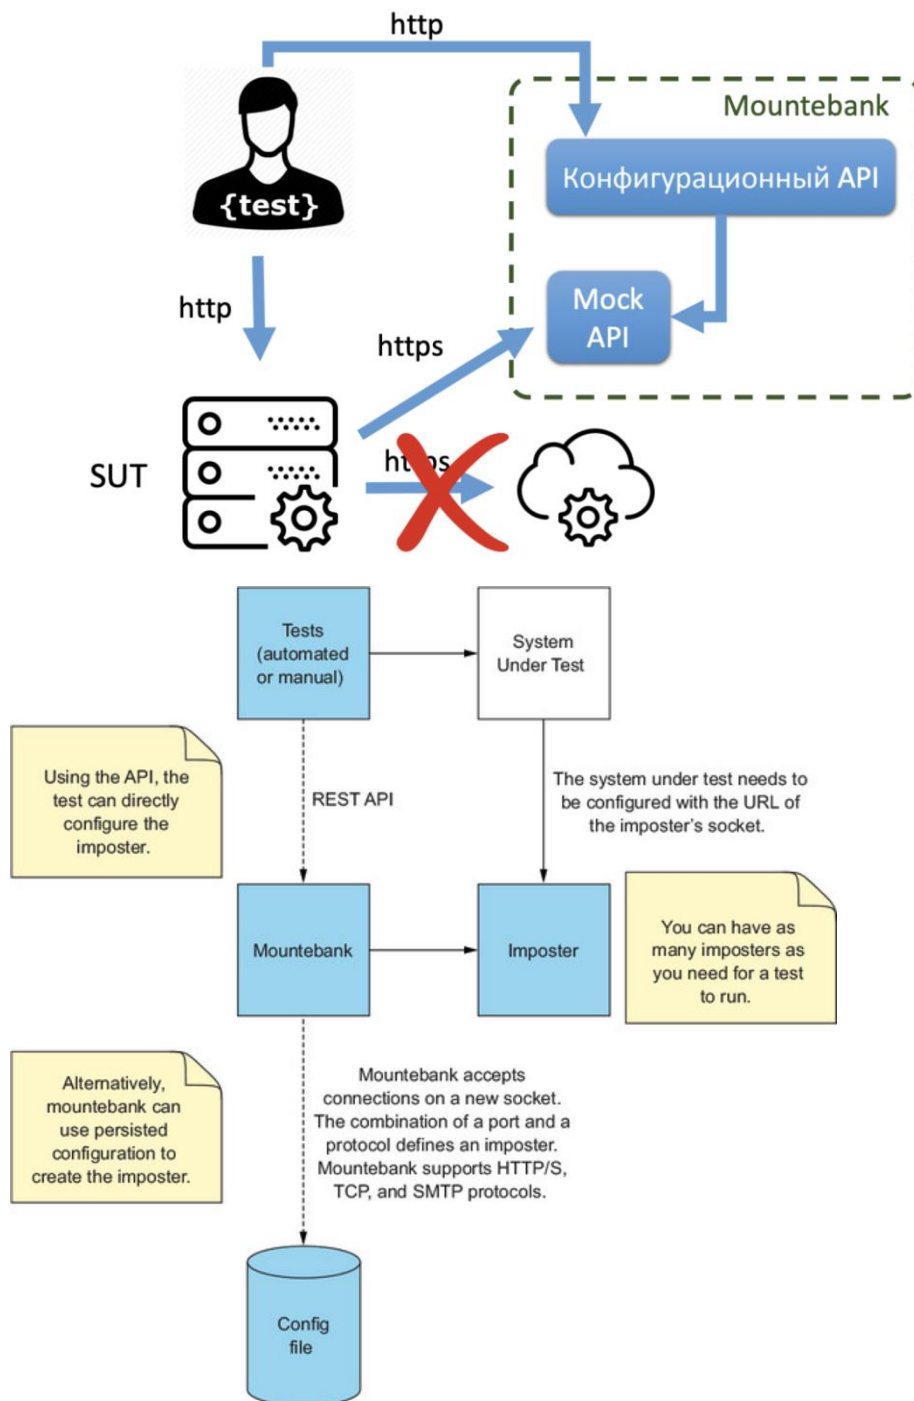 http
Mountebank
Конфигурационный API
{test}
http
Mock
API
https
https
SUT
Tests
(automated
or manual)
System
Under Test
Using the API, the
test can directly
configure the
imposter.
REST API
The system under test needs to
be configured with the URL of
the imposter's socket.
Mountebank
Imposter
You can have as
many imposters as
you need for a test
to run.
Alternatively,
mountebank can
use persisted
configuration to
create the imposter.
Mountebank accepts
connections on a new socket.
The combination of a port and a
protocol defines an imposter.
Mountebank supports HTTP/S,
TCP, and SMTP protocols.
Config
file